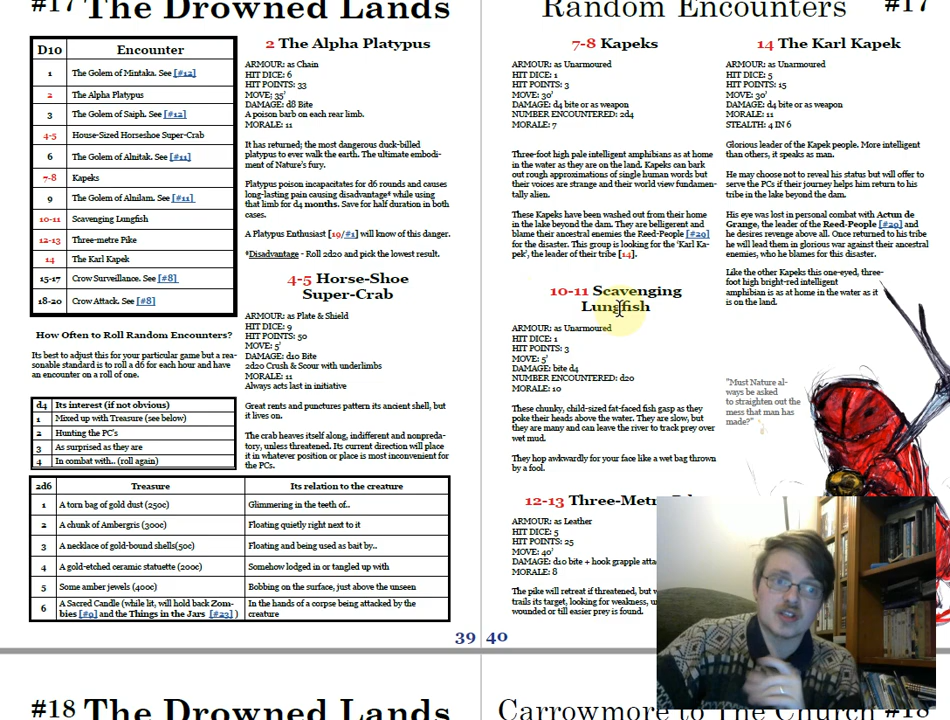 #17 The Drowned Lands
D10 Encounter
1 The Golem of Mintaka. See [#12]
2 The Alpha Platypus
3 The Golem of Saiph. See [#12]
4-5 House-Sized Horseshoe Super-Crab
6 The Golem of Alnitak. See [#11]
7-8 Kapeks
9 The Golem of Alnilam. See [#11]
10-11 Scavenging Lungfish
12-13 Three-metre Pike
14 The Karl Kapek
15-17 Crow Surveillance. See [#8]
18-20 Crow Attack. See [#8]
How Often to Roll Random Encounters?
Its best to adjust this for your particular game but a rea-
sonable standard is to roll a d6 for each hour and have
an encounter on a roll of one.
d4 Its interest (if not obvious)
1 Mixed up with Treasure (see below)
2 Hunting the PC's
3 As surprised as they are
4 In combat with.. (roll again)
2 The Alpha Platypus
ARMOUR: as Chain
HIT DICE: 6
HIT POINTS: 33
MOVE; 35'
DAMAGE: d8 Bite
A poison barb on each rear limb.
MORALE: 11
It has returned; the most dangerous duck-billed
platypus to ever walk the earth. The ultimate embodi-
ment of Nature's fury.
Platypus poison incapacitates for d6 rounds and causes
long-lasting pain causing disadvantage* while using
that limb for d4 months. Save for half duration in both
cases.
A Platypus Enthusiast [19/#1] will know of this danger.
*Disadvantage - Roll 2d20 and pick the lowest result.
4-5 Horse-Shoe
Super-Crab
ARMOUR: as Plate & Shield
HIT DICE: 9
HIT POINTS: 50
MOVE: 5'
DAMAGE: d10 Bite
2d20 Crush & Scour with underlimbs
MORALE: 11
Always acts last in initiative
Great rents and punctures pattern its ancient shell, but
it lives on.
The crab heaves itself along, indifferent and nonpreda-
tory, unless threatened. Its current direction will place
it in whatever position or place is most inconvenient for
the PCs.
2d6 Treasure Its relation to the creature
1 A torn bag of gold dust (250c) Glimmering in the teeth of..
2 A chunk of Ambergris (300c) Floating quietly right next to it
3 A necklace of gold-bound shells(50c) Floating and being used as bait by..
4 A gold-etched ceramic statuette (200c) Somehow lodged in or tangled up with
5 Some amber jewels (400c) Bobbing on the surface, just above the unseen
6 A Sacred Candle (while lit, will hold back Zom-
bies [#9] and the Things in the Jars [#23] ) In the hands of a corpse being attacked by the
creature
39
Random Encounters #17
7-8 Kapeks
ARMOUR: as Unarmoured
HIT DICE: 1
HIT POINTS: 3
MOVE: 30'
DAMAGE: d4 bite or as weapon
NUMBER ENCOUNTERED: 2d4
MORALE: 7
Three-foot high pale intelligent amphibians as at home
in the water as they are on the land. Kapeks can bark
out rough approximations of single human words but
their voices are strange and their world view fundamen-
tally alien.
These Kapeks have been washed out from their home
in the lake beyond the dam. They are belligerent and
blame their ancestral enemies the Reed-People [#29]
for the disaster. This group is looking for the 'Karl Ka-
pek', the leader of their tribe [14].
10-11 Scavenging
Lungfish
ARMOUR: as Unarmoured
HIT DICE: 1
HIT POINTS: 3
MOVE: 5'
DAMAGE: bite d4
NUMBER ENCOUNTERED: d20
MORALE: 10
These chunky, child-sized fat-faced fish gasp as they
poke their heads above the water. They are slow, but
they are many and can leave the river to track prey over
wet mud.
They hop awkwardly for your face like a wet bag thrown
by a fool.
12-13 Three-Metr
ARMOUR: as Leather
HIT DICE: 5
HIT POINTS: 25
MOVE: 40'
DAMAGE: d10 bite + hook grapple atta
MORALE: 8
The pike will retreat if threatened, but w
trails its target, looking for weakness, u
wounded or till easier prey is found.
14 The Karl Kapek
ARMOUR: as Unarmoured
HIT DICE: 5
HIT POINTS: 15
MOVE: 30'
DAMAGE: d4 bite or as weapon
MORALE: 11
STEALTH: 4 IN 6
Glorious leader of the Kapek people. More intelligent
than others, it speaks as man.
He may choose not to reveal his status but will offer to
serve the PCs if their journey helps him return to his
tribe in the lake beyond the dam.
His eye was lost in personal combat with Actun de
Grange, the leader of the Reed-People [#29] and
he desires revenge above all. Once returned to his tribe
he will lead them in glorious war against their ancestral
enemies, who he blames for this disaster.
Like the other Kapeks this one-eyed, three-
foot high bright-red intelligent
amphibian is as at home in the water as it
is on the land.
"Must Nature al-
ways be asked
to straighten out the
mess that man has
made?"
40
#18 The Drowned Lands
Carrowmore to The Church #18